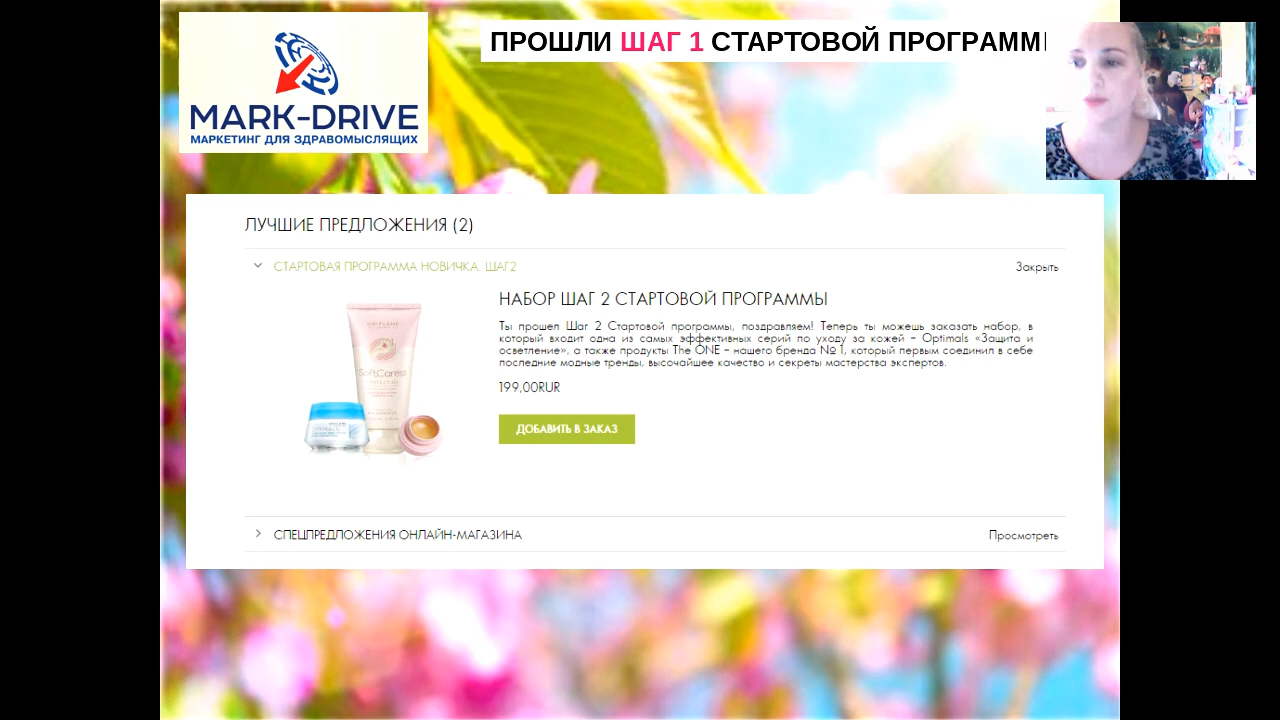 ПРОШЛИ ШАГ 1 СТАРТОВОЙ ПРОГРАММ
MARK-DRIVE
МАРКЕТИНГ ДЛЯ ЗДРАВОМЫСЛЯЩИХ
ЛУЧШИЕ ПРЕДЛОЖЕНИЯ (2)
СТАРТОВАЯ ПРОГРАММА НОВИЧКА. ШАГ2
Закрыть
НАБОР ШАГ 2 СТАРТОВОЙ ПРОГРАММЫ
Ты прошел Шаг 2 Стартовой программы, поздравляем! Теперь ты можешь заказать набор, в
который входит одна из самых эффективных серий по уходу за кожей – Optimals «Защита и
осветление», а также продукты The ONE – нашего бренда №1, который первым соединил в себе
последние модные тренды, высочайшее качество и секреты мастерства экспертов.
199,00RUR
ДОБАВИТЬ В ЗАКАЗ
ORIFLAME
SoftCaress
СПЕЦПРЕДЛОЖЕНИЯ ОНЛАЙН-МАГАЗИНА
Просмотреть